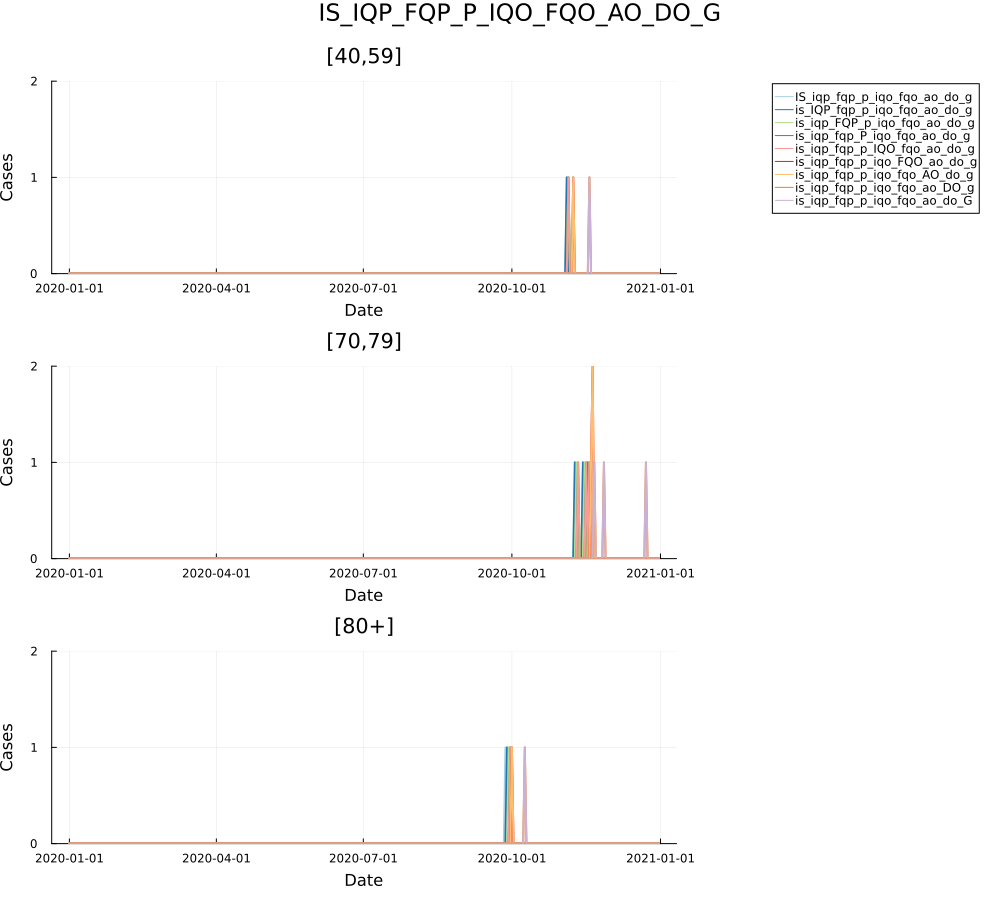 IS_IQP_FQP_P_IQO_FQO_AO_DO_G
[40,59]
2
1
0
Cases
2020-01-01 2020-04-01 2020-07-01 2020-10-01 2021-01-01
Date
IS_iqp_fqp_p_iqo_fqo_ao_do_g
is_IQP_fqp_p_iqo_fqo_ao_do_g
is_iqp_FQP_p_iqo_fqo_ao_do_g
is_iqp_fqp_P_iqo_fqo_ao_do_g
is_iqp_fqp_p_IQO_fqo_ao_do_g
is_iqp_fqp_p_iqo_FQO_ao_do_g
is_iqp_fqp_p_iqo_fqo_AO_do_g
is_iqp_fqp_p_iqo_fqo_ao_DO_g
is_iqp_fqp_p_iqo_fqo_ao_do_G
[70,79]
2
1
0
Cases
2020-01-01 2020-04-01 2020-07-01 2020-10-01 2021-01-01
Date
[80+]
2
1
0
Cases
2020-01-01 2020-04-01 2020-07-01 2020-10-01 2021-01-01
Date